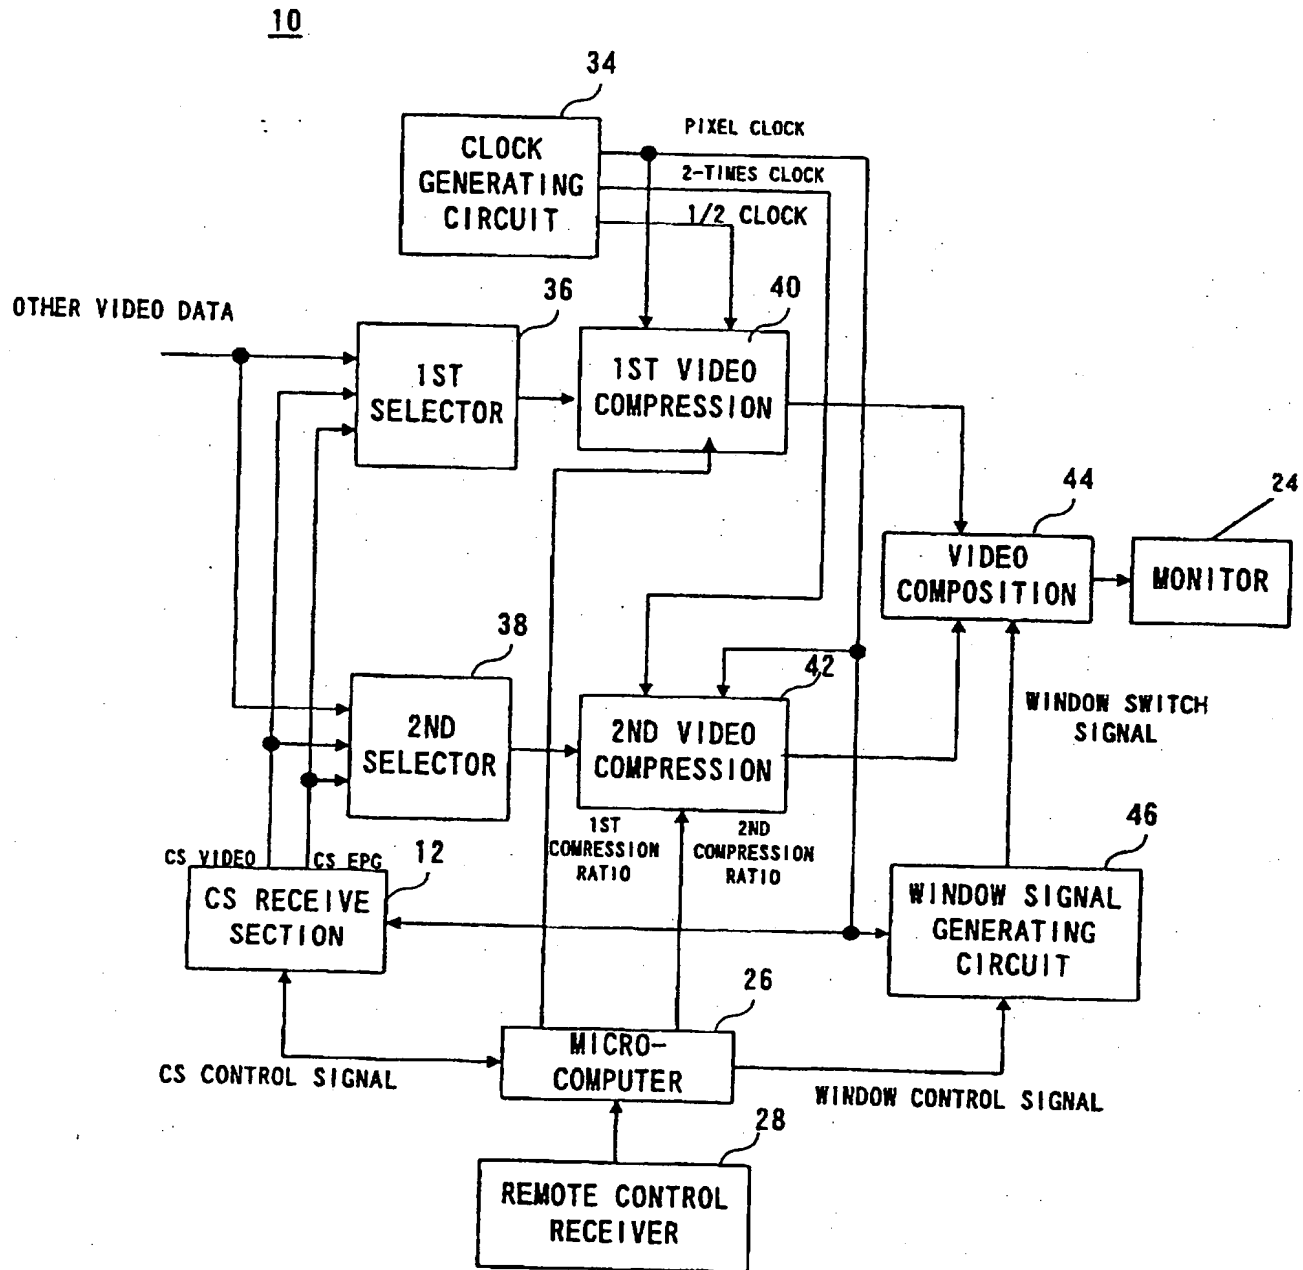 10
34
CLOCK
GENERATING
CIRCUIT
PIXEL CLOCK
2-TIMES CLOCK
1/2 CLOCK
OTHER VIDEO DATA
36
1ST
SELECTOR
40
1ST VIDEO
COMPRESSION
44
VIDEO
COMPOSITION
24
MONITOR
38
2ND
SELECTOR
42
2ND VIDEO
COMPRESSION
WINDOW SWITCH
SIGNAL
1ST
COMRESSION
RATIO
2ND
COMPRESSION
RATIO
CS VIDEO
CS EPG
12
CS RECEIVE
SECTION
46
WINDOW SIGNAL
GENERATING
CIRCUIT
26
MICRO-
COMPUTER
CS CONTROL SIGNAL
WINDOW CONTROL SIGNAL
28
REMOTE CONTROL
RECEIVER